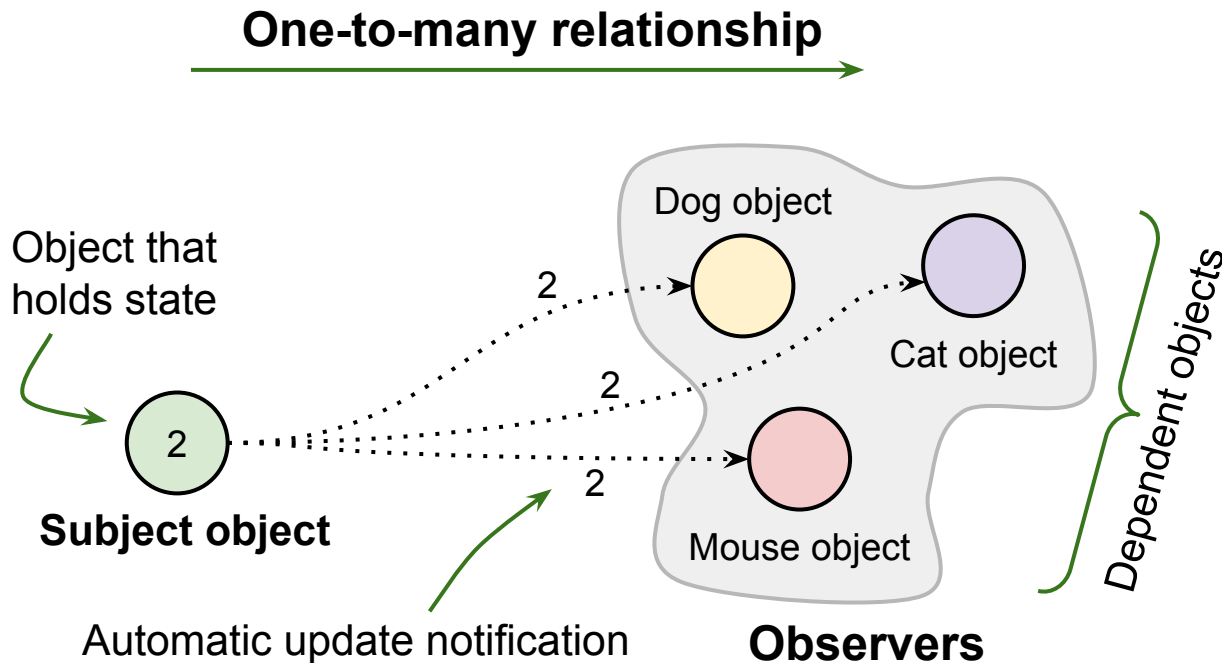 One-to-many relationship
Dog object
Object that
holds state
2
Cat object
2
2
2
Subject object
Mouse object
Dependent objects
Automatic update notification
Observers